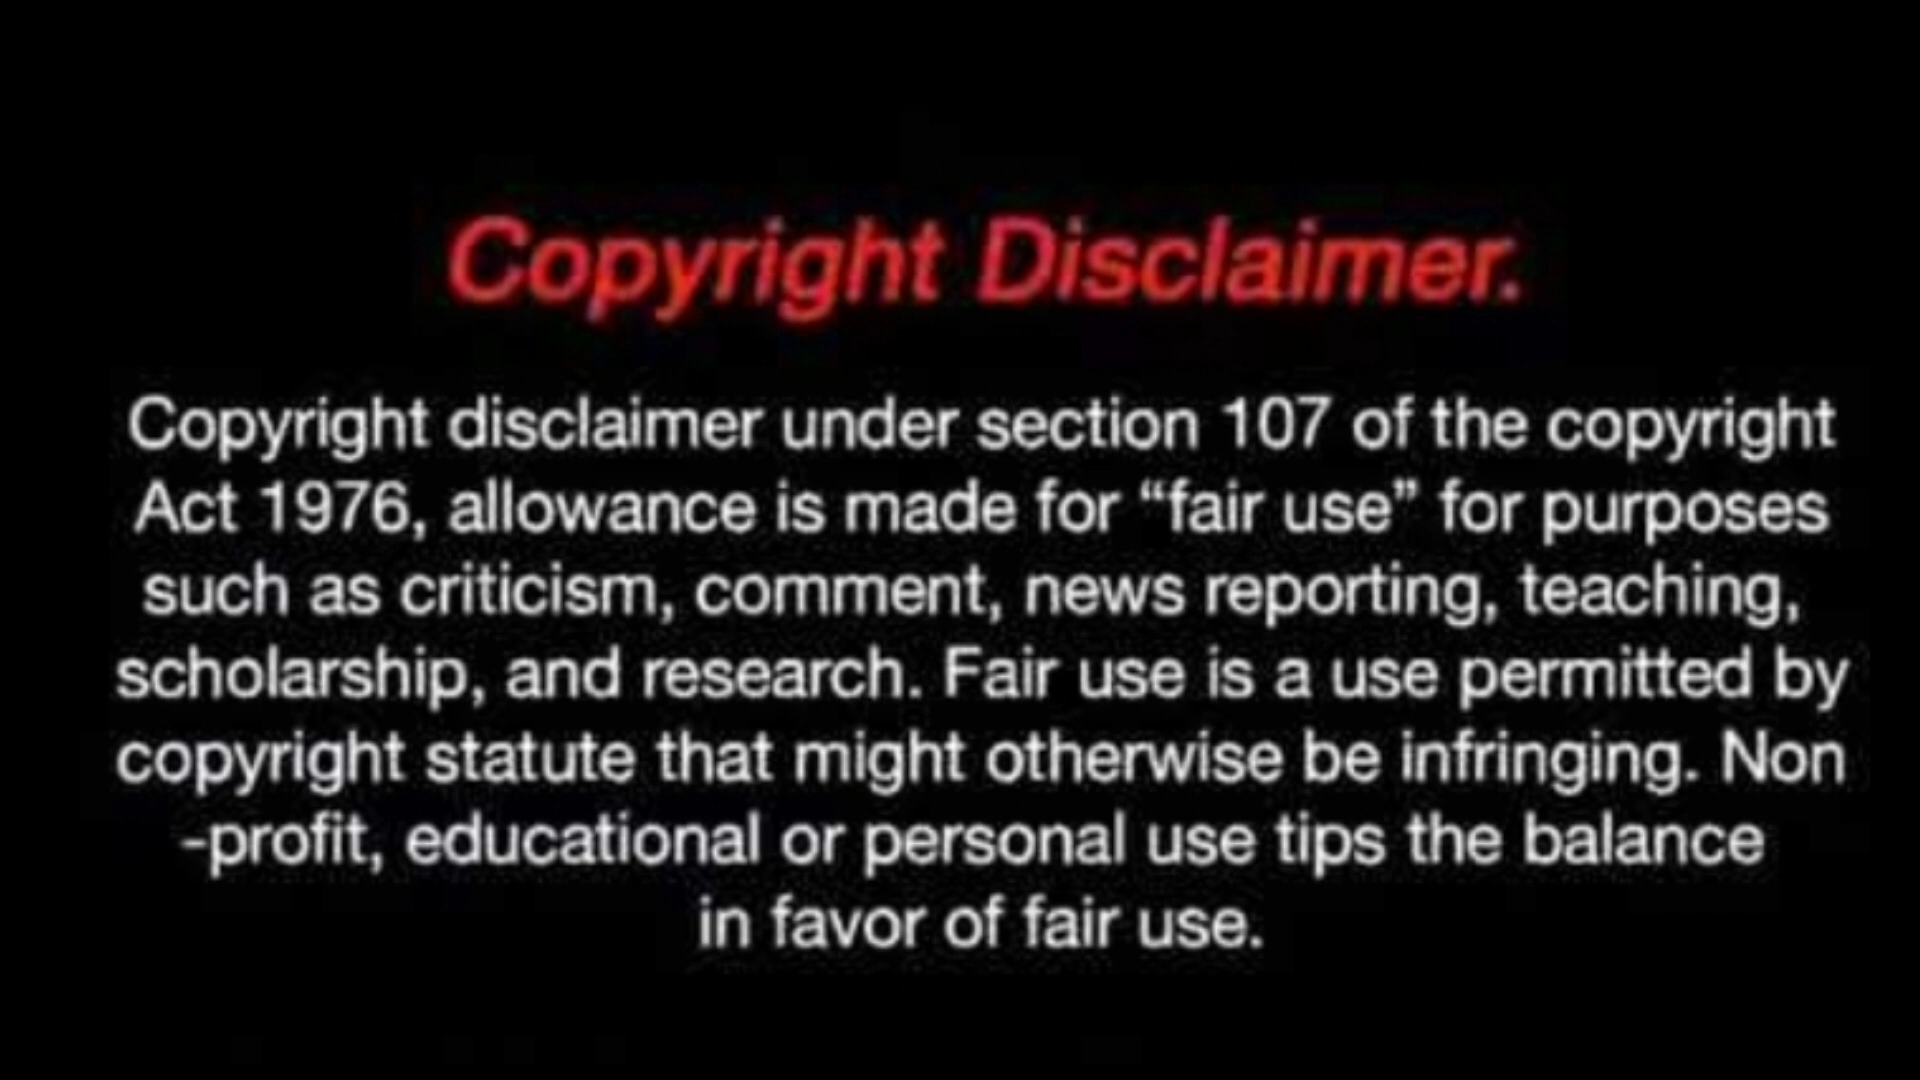 Copyright Disclaimer.
Copyright disclaimer under section 107 of the copyright
Act 1976, allowance is made for “fair use” for purposes
such as criticism, comment, news reporting, teaching,
scholarship, and research. Fair use is a use permitted by
copyright statute that might otherwise be infringing. Non
-profit, educational or personal use tips the balance
in favor of fair use.